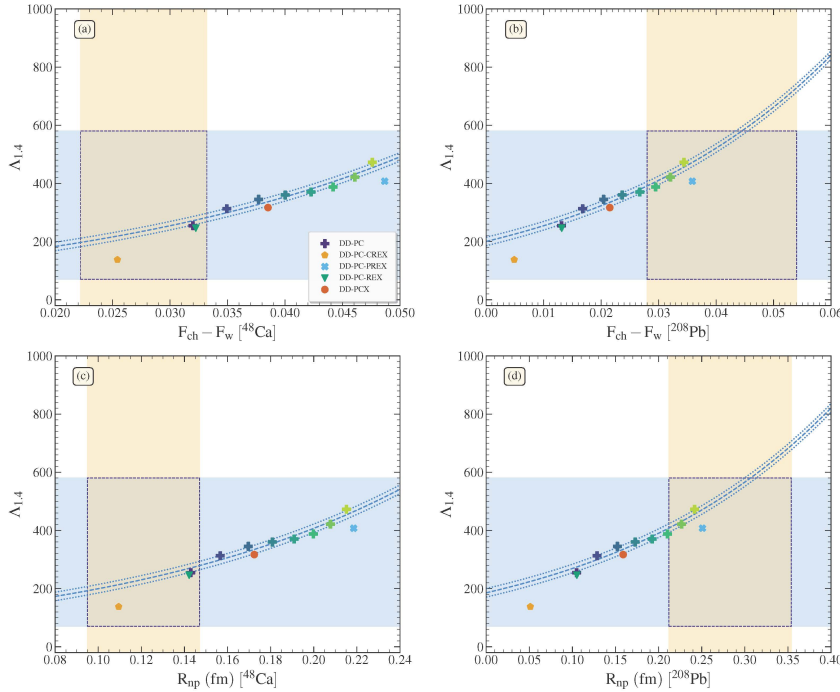 (a)
1000
800
600
400
200
0
Λ1.4
0.020 0.025 0.030 0.035 0.040 0.045 0.050
Fch − Fw [48Ca]
DD-PC
DD-PC-CREX
DD-PC-PREX
DD-PC-REX
DD-PCX
(b)
1000
800
600
400
200
0
Λ1.4
0.00 0.01 0.02 0.03 0.04 0.05 0.06
Fch − Fw [208Pb]
(c)
1000
800
600
400
200
0
Λ1.4
0.08 0.10 0.12 0.14 0.16 0.18 0.20 0.22 0.24
Rnp (fm) [48Ca]
(d)
1000
800
600
400
200
0
Λ1.4
0.00 0.05 0.10 0.15 0.20 0.25 0.30 0.35 0.40
Rnp (fm) [208Pb]